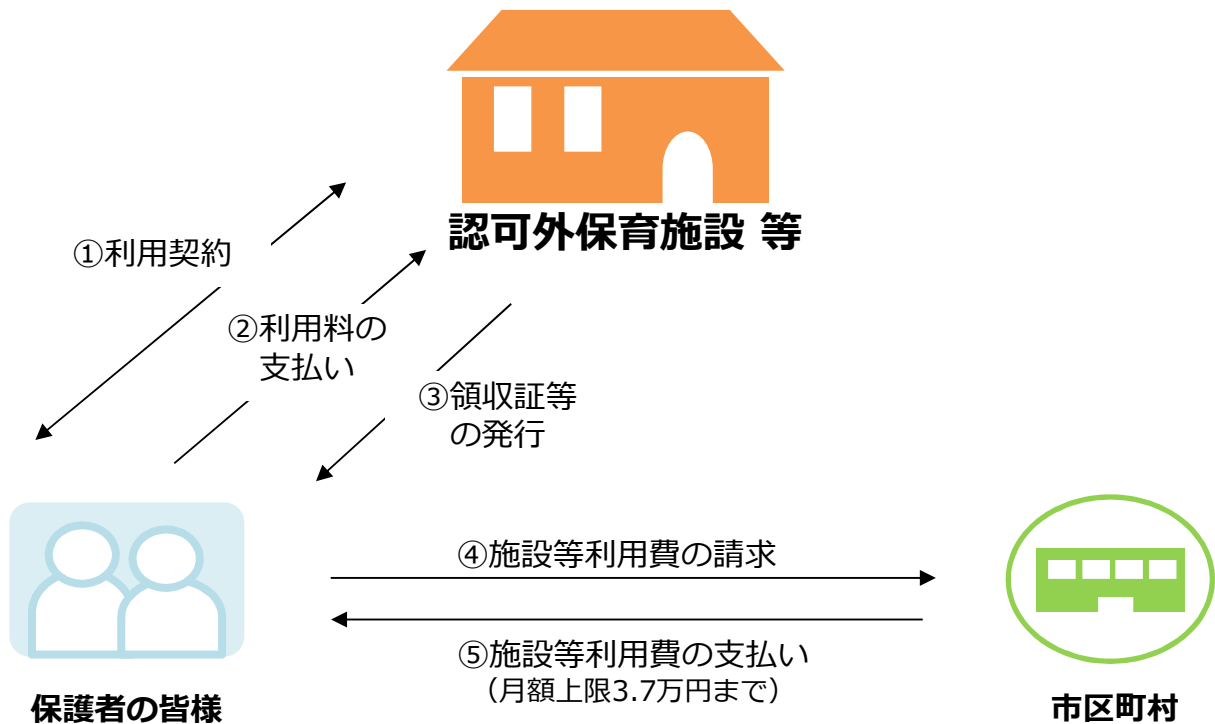 認可外保育施設 等
①利用契約
②利用料の
支払い
③領収証等
の発行
④施設等利用費の請求
⑤施設等利用費の支払い
（月額上限3.7万円まで）
保護者の皆様
市区町村